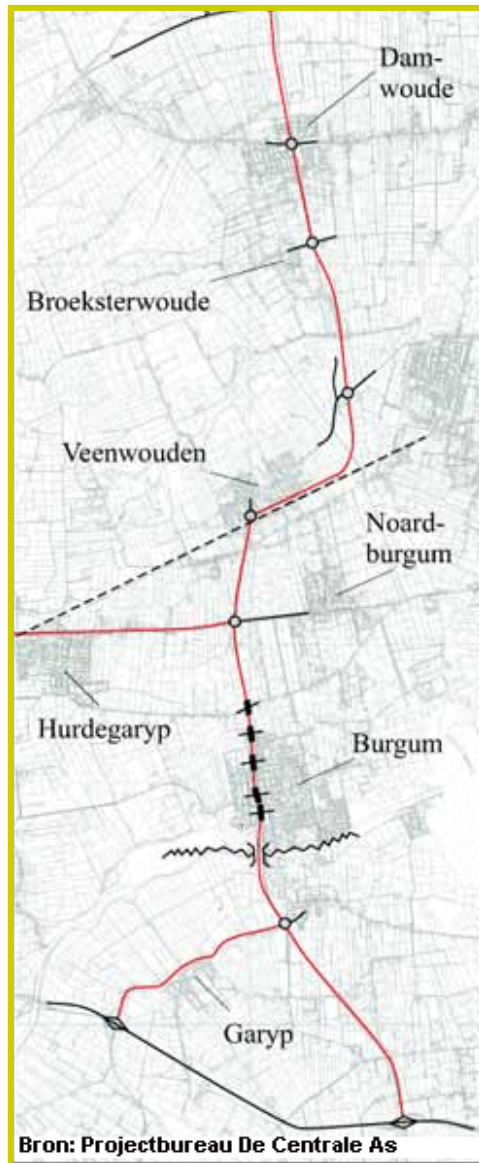 Dam-
woude
Broeksterwoude
Veenwouden
Noard-
burgum
Hurdegaryp
Burgum
Garyp
Bron: Projectbureau De Centrale As